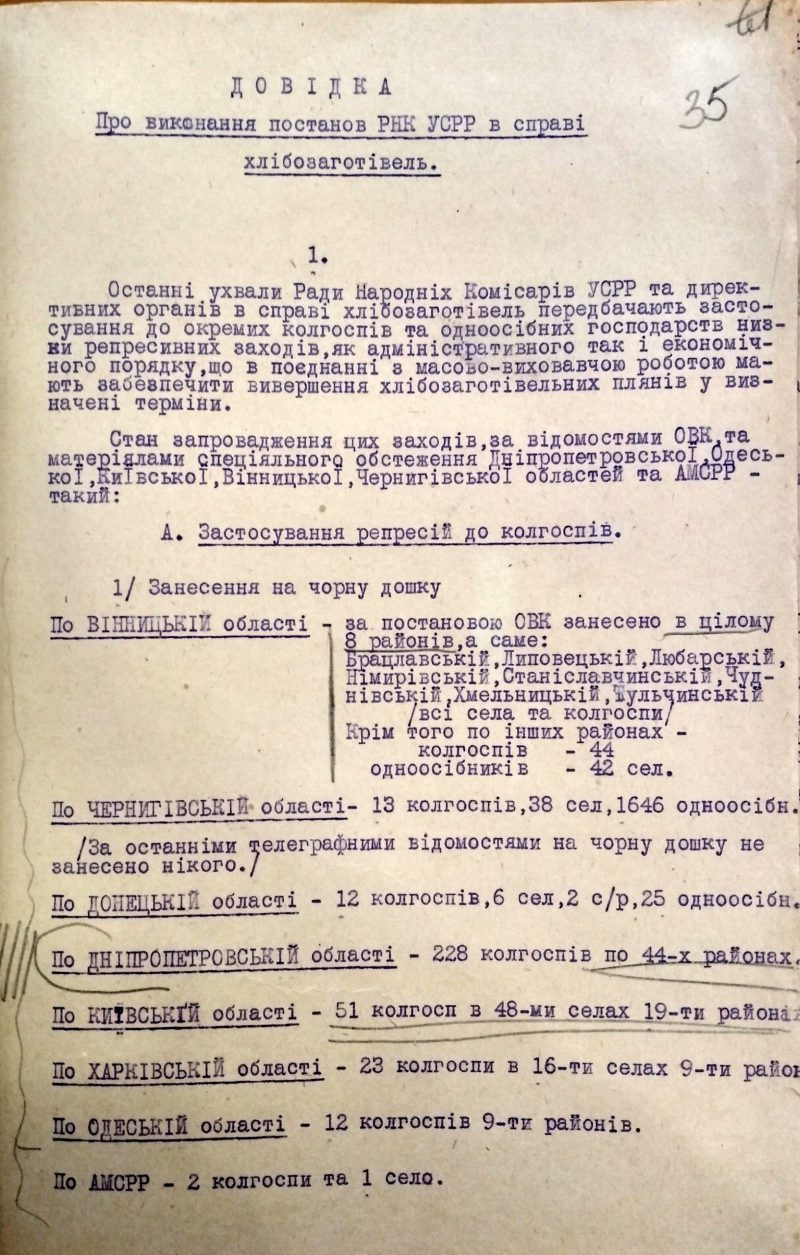 61
35
ДОВІДКА
Про виконання постанов РНК УСРР в справі
хлібозаготівель.
1.
Останні ухвали Ради Народніх Комісарів УСРР та дирек-
тивних органів в справі хлібозаготівель передбачають засто-
сування до окремих колгоспів та одноосібних господарств низ-
ки репресивних заходів,як адміністративного так і економіч-
ного порядку,що в поєднанні з масово-виховавчою роботою ма-
ють забезпечити вивершення хлібозаготівельних плянів у виз-
начені терміни.
Стан запровадження цих заходів,за відомостями ОВК,та
матеріялами спеціяльного обстеження Дніпропетровської,Одесь-
кої,Київської,Вінницької,Чернигівської областей та АМСРР -
такий:
А. Застосування репресій до колгоспів.
1/ Занесення на чорну дошку
По ВІННИЦЬКІЙ області - за постановою ОВК занесено в цілому
8 районів,а саме:
Брацлавській,Липовецькій,Любарській,
Німирівській,Станіславчинській,Чуд-
нівській,Хмельницькій,Тульчинській
/всі села та колгоспи/
Крім того по інших районах -
колгоспів - 44
одноосібників - 42 сел.
По ЧЕРНИГІВСЬКІЙ області- 13 колгоспів,38 сел,1646 одноосібн.
/За останніми телеграфними відомостями на чорну дошку не
занесено нікого./
По ДОНЕЦЬКІЙ області - 12 колгоспів,6 сел,2 с/р,25 одноосібн.
По ДНІПРОПЕТРОВСЬКІЙ області - 228 колгоспів по 44-х районах.
По КИЇВСЬКІЙ області - 51 колгосп в 48-ми селах 19-ти районі
По ХАРКІВСЬКІЙ області - 23 колгоспи в 16-ти селах 9-ти райо
По ОДЕСЬКІЙ області - 12 колгоспів 9-ти районів.
По АМСРР - 2 колгоспи та 1 село.